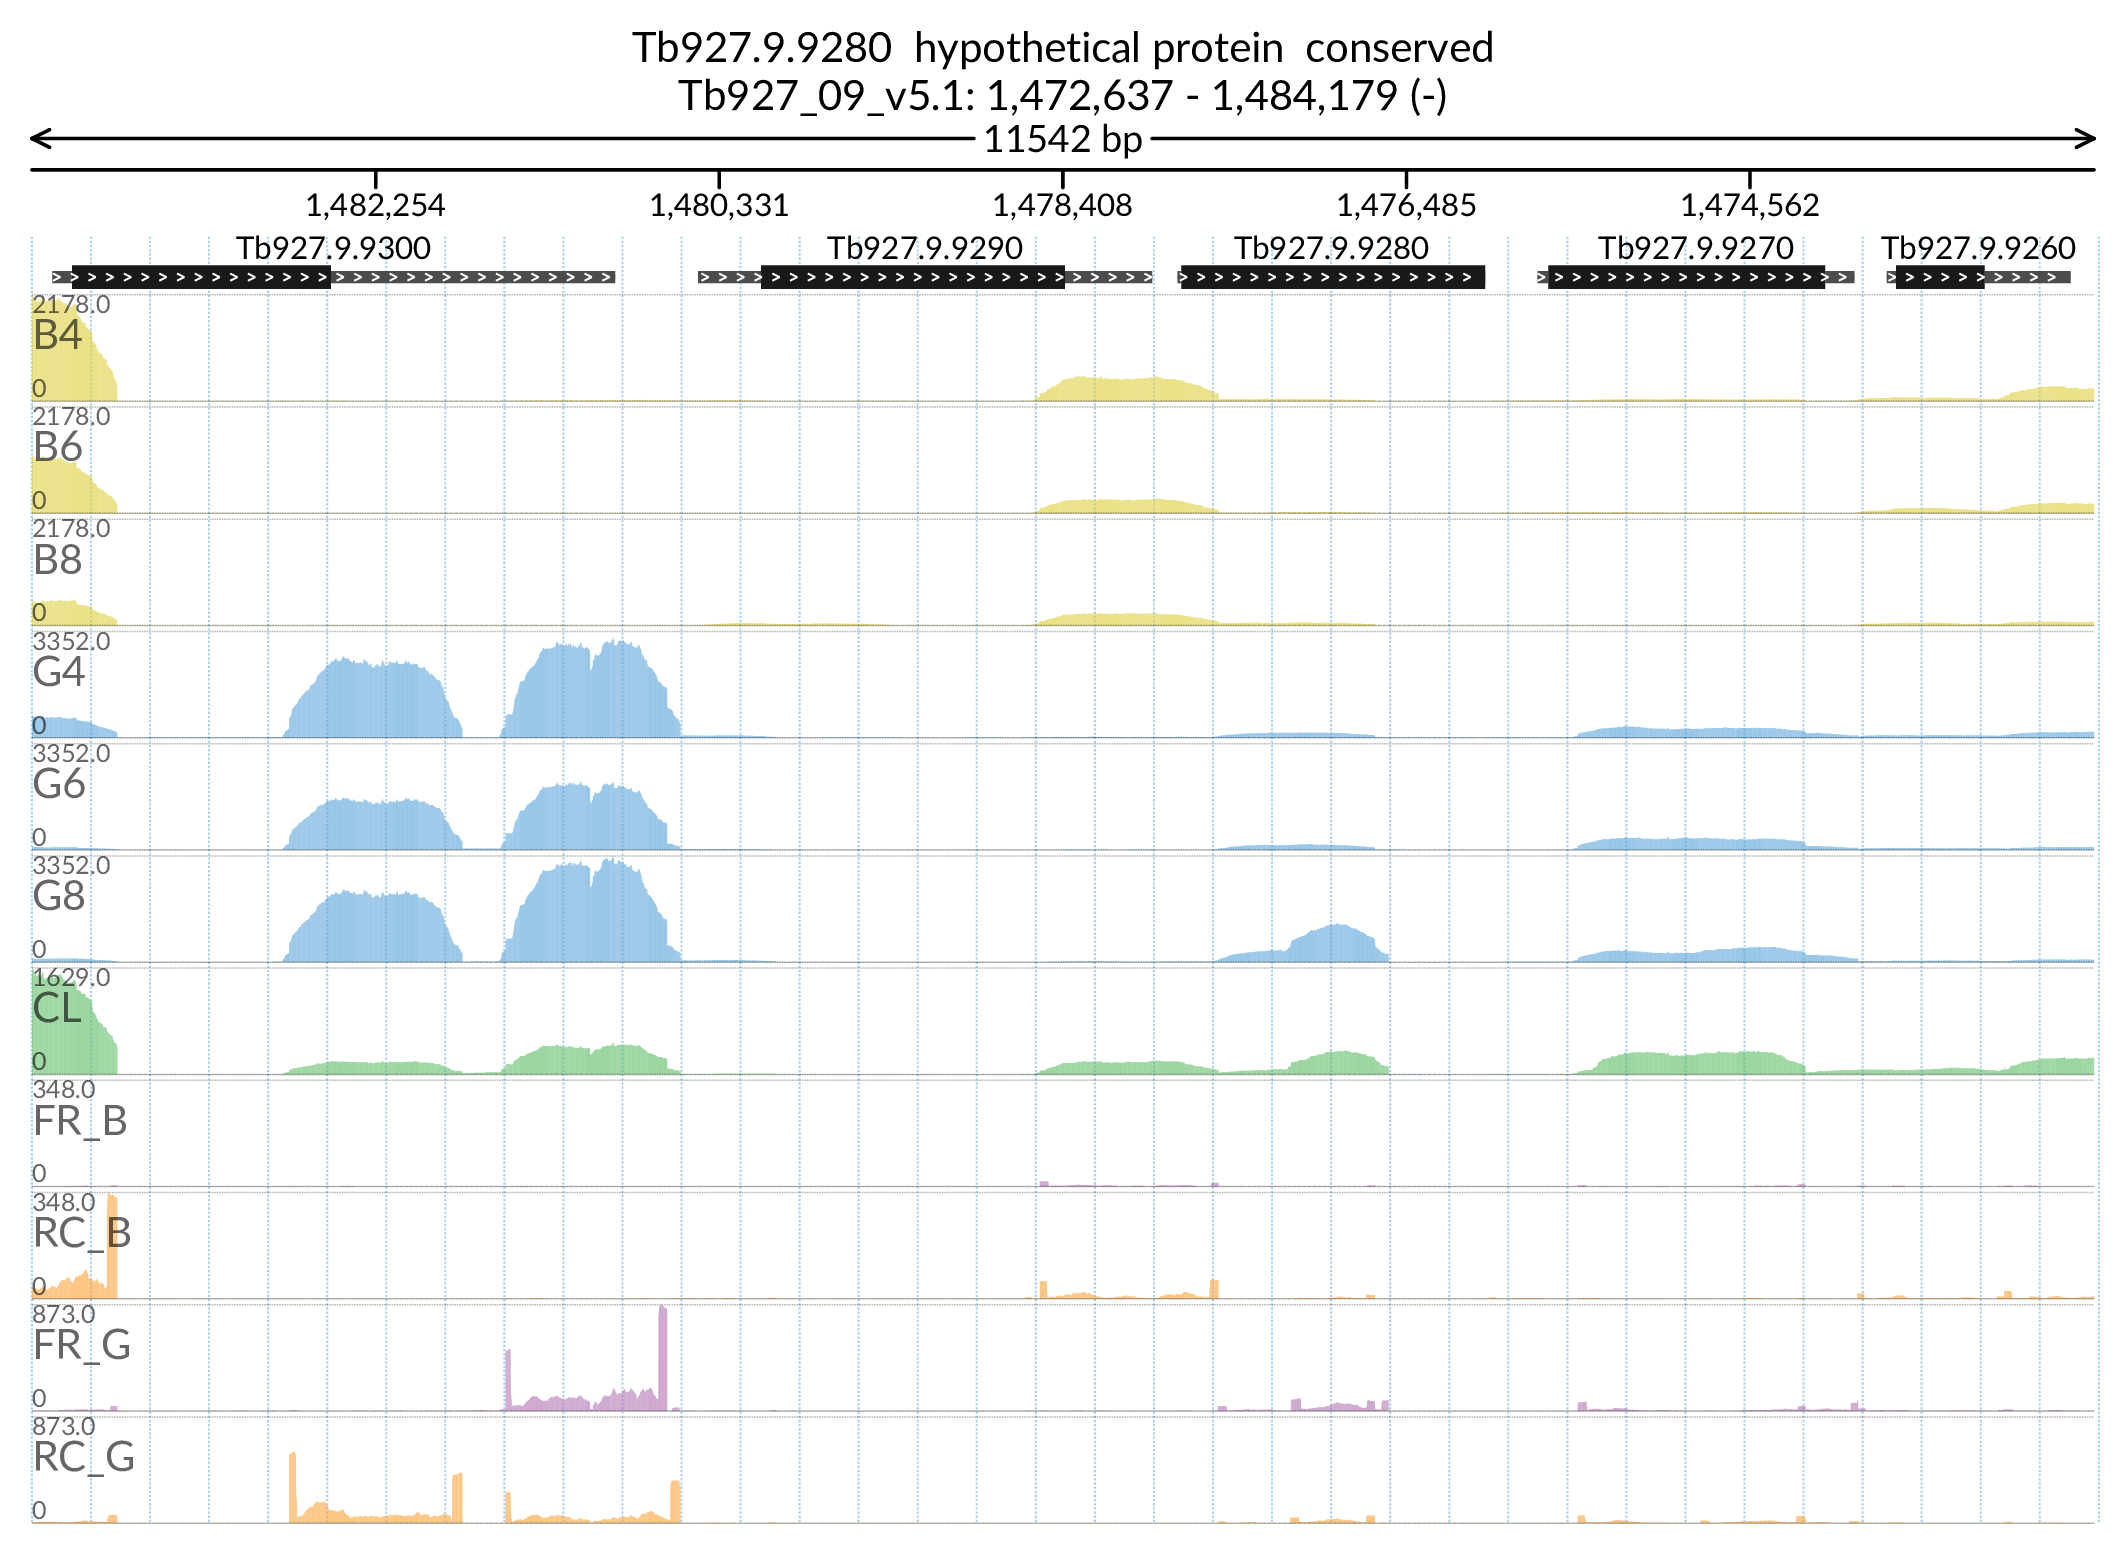 Tb927.9.9280  hypothetical protein  conserved
Tb927_09_v5.1: 1,472,637 - 1,484,179 (-)
11542 bp
1,482,254 1,480,331 1,478,408 1,476,485 1,474,562
Tb927.9.9300 Tb927.9.9290 Tb927.9.9280 Tb927.9.9270 Tb927.9.9260
2178.0
B4
0
2178.0
B6
0
2178.0
B8
0
3352.0
G4
0
3352.0
G6
0
3352.0
G8
0
1629.0
CL
0
348.0
FR_B
0
348.0
RC_B
0
873.0
FR_G
0
873.0
RC_G
0